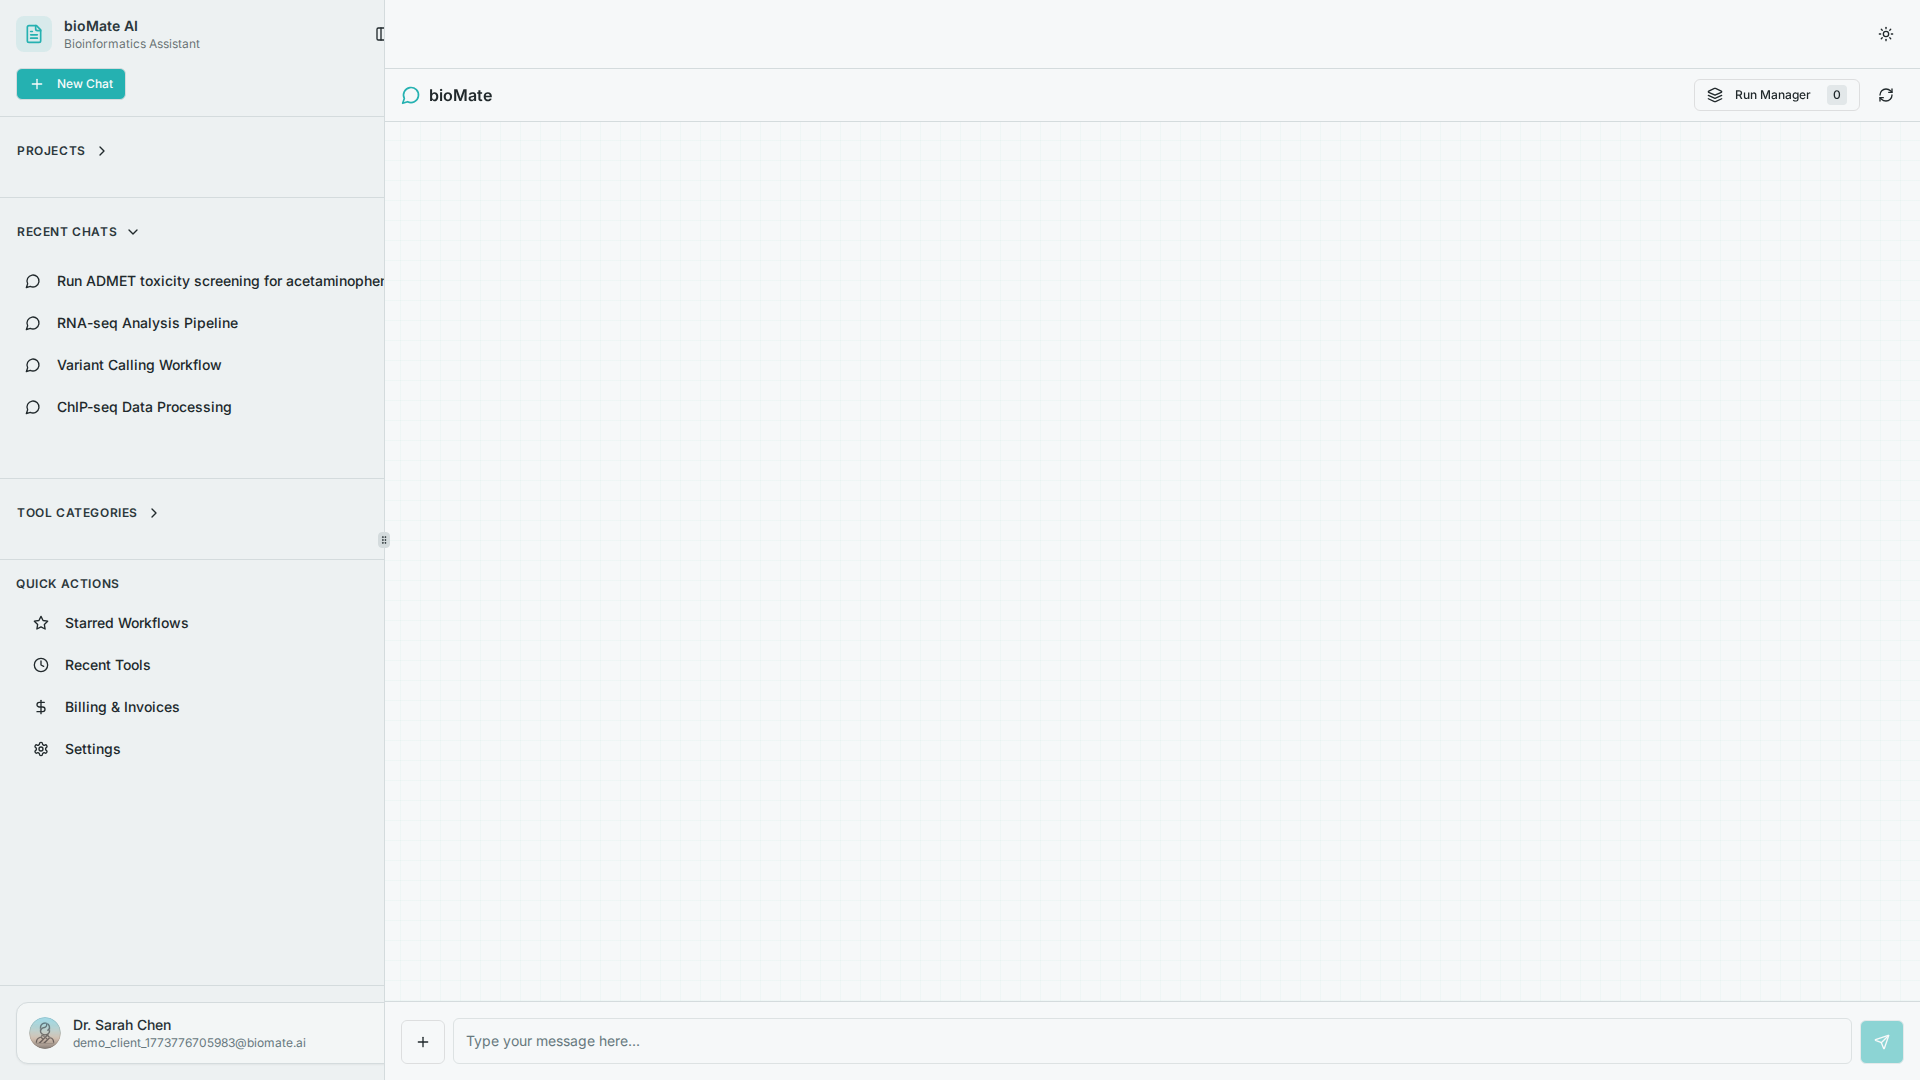 bioMate AI
Bioinformatics Assistant
New Chat
PROJECTS
RECENT CHATS
Run ADMET toxicity screening for acetaminophen
RNA-seq Analysis Pipeline
Variant Calling Workflow
ChIP-seq Data Processing
TOOL CATEGORIES
QUICK ACTIONS
Starred Workflows
Recent Tools
Billing & Invoices
Settings
Dr. Sarah Chen
demo_client_1773776705983@biomate.ai
bioMate
Run Manager 0
Type your message here...